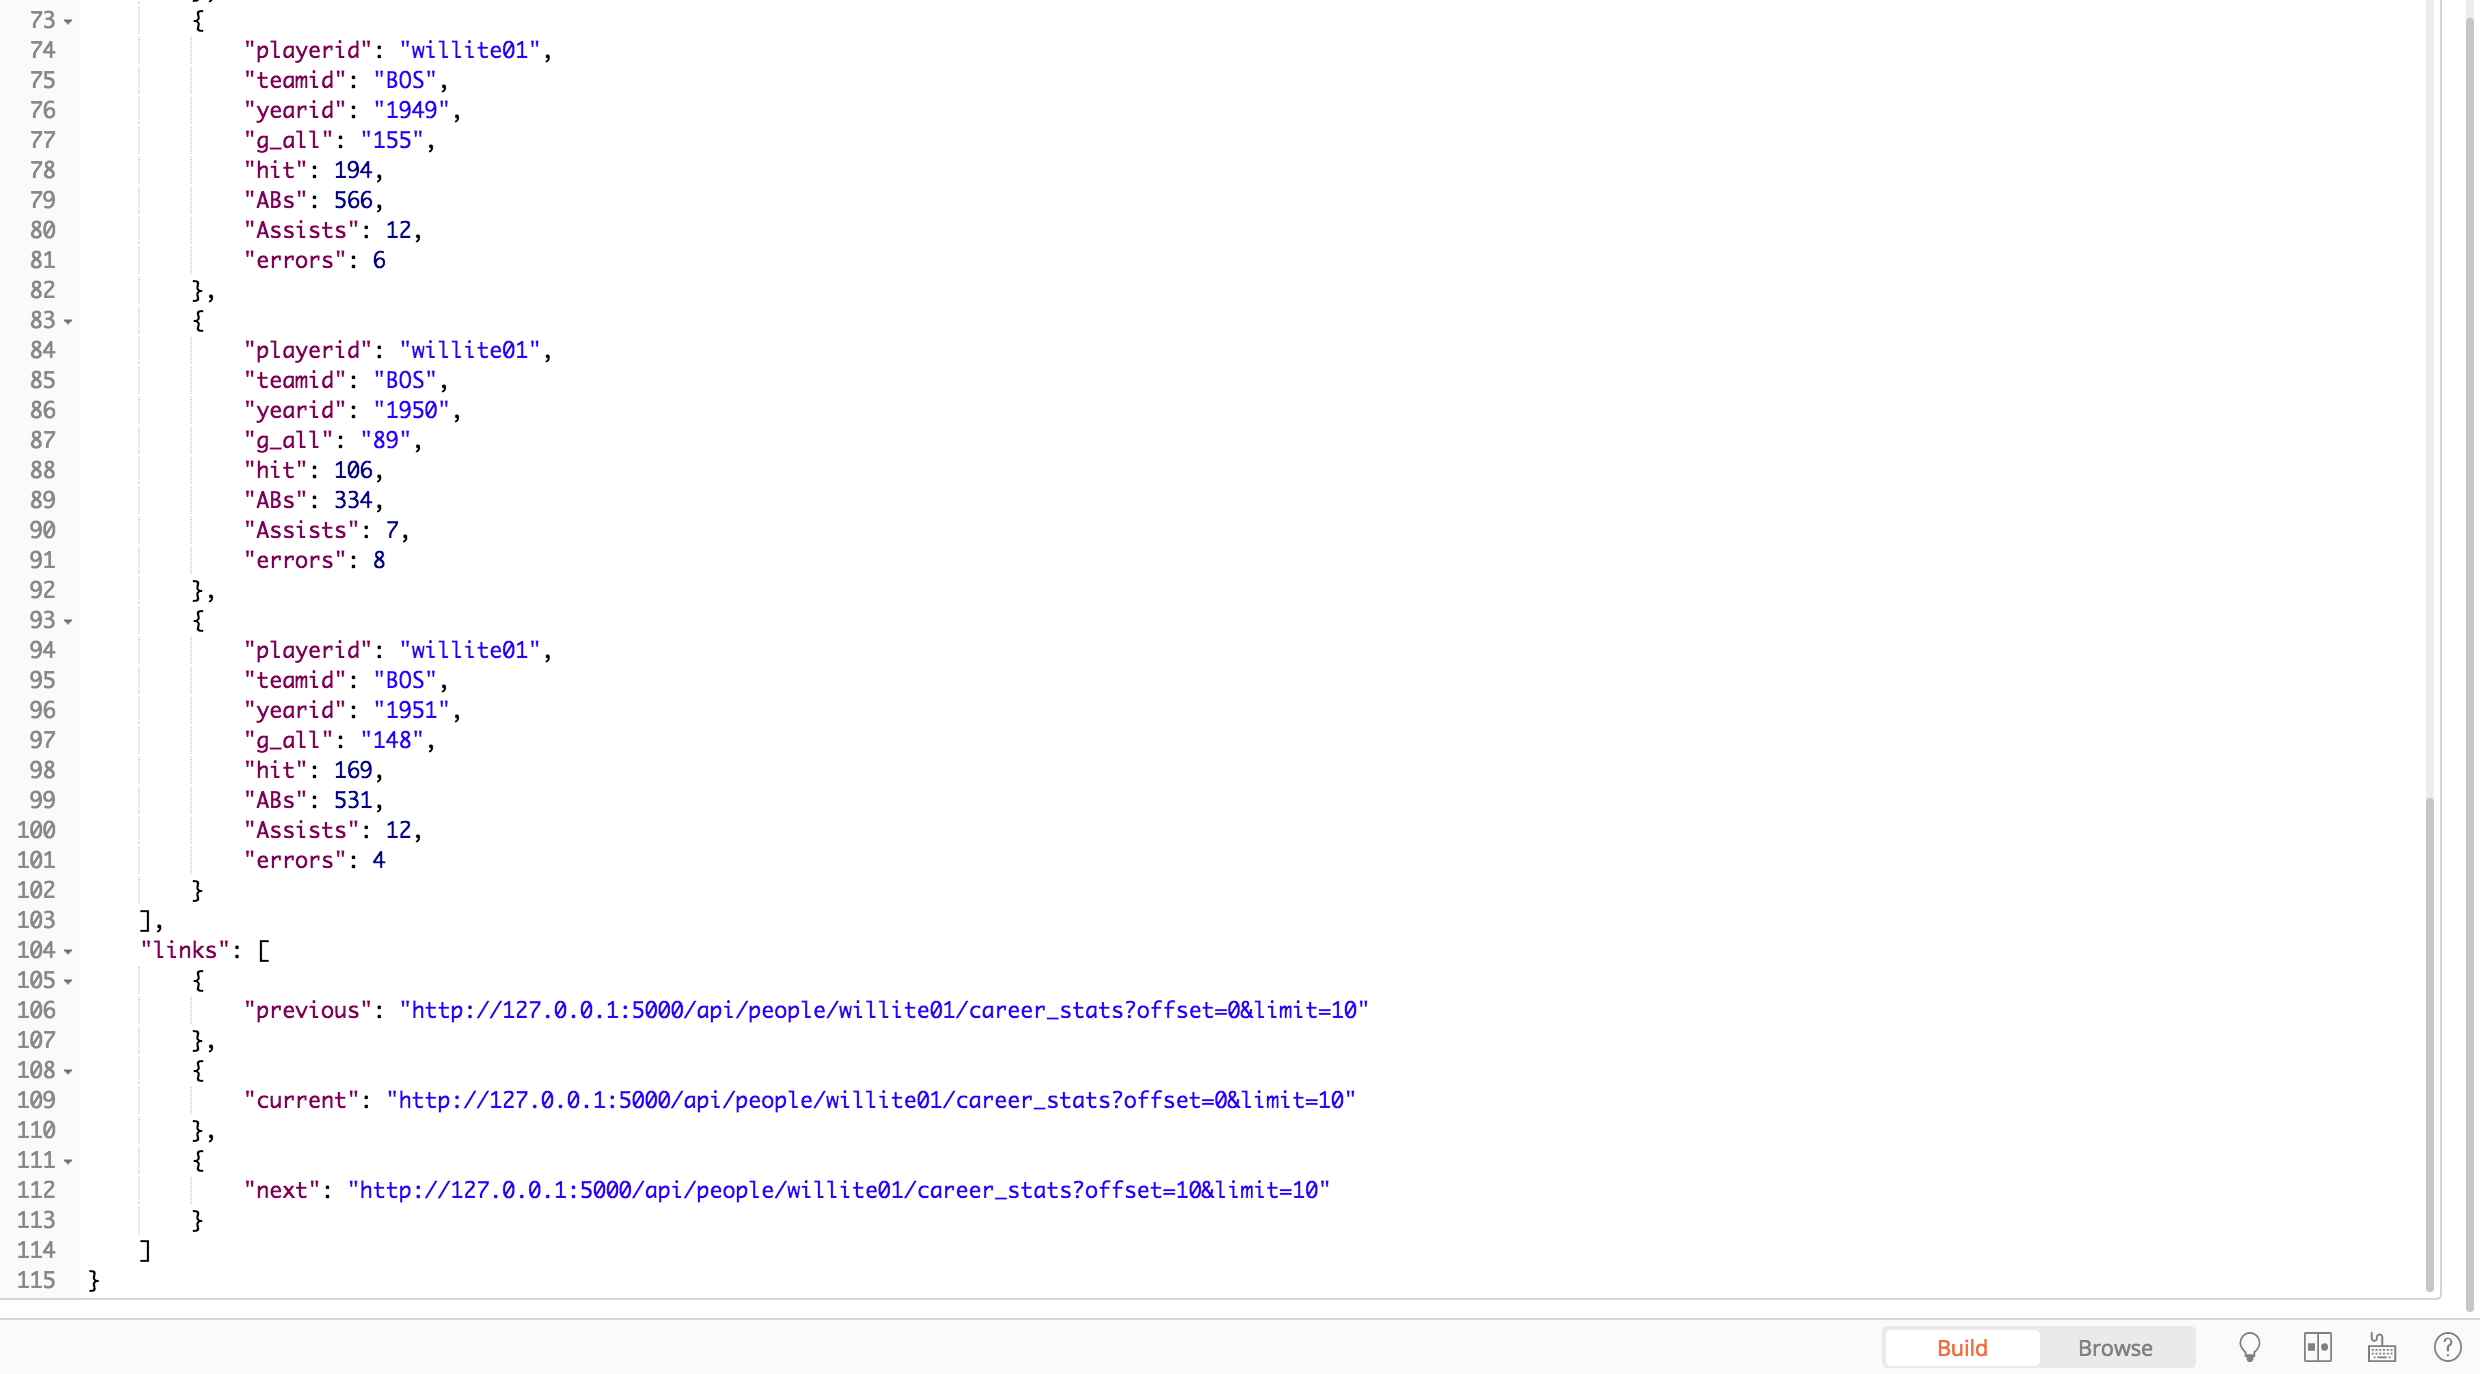 73 {
74 "playerid": "willite01",
75 "teamid": "BOS",
76 "yearid": "1949",
77 "g_all": "155",
78 "hit": 194,
79 "ABs": 566,
80 "Assists": 12,
81 "errors": 6
82 },
83 {
84 "playerid": "willite01",
85 "teamid": "BOS",
86 "yearid": "1950",
87 "g_all": "89",
88 "hit": 106,
89 "ABs": 334,
90 "Assists": 7,
91 "errors": 8
92 },
93 {
94 "playerid": "willite01",
95 "teamid": "BOS",
96 "yearid": "1951",
97 "g_all": "148",
98 "hit": 169,
99 "ABs": 531,
100 "Assists": 12,
101 "errors": 4
102 }
103 ],
104 "links": [
105 {
106 "previous": "http://127.0.0.1:5000/api/people/willite01/career_stats?offset=0&limit=10"
107 },
108 {
109 "current": "http://127.0.0.1:5000/api/people/willite01/career_stats?offset=0&limit=10"
110 },
111 {
112 "next": "http://127.0.0.1:5000/api/people/willite01/career_stats?offset=10&limit=10"
113 }
114 ]
115 }
Build Browse ?